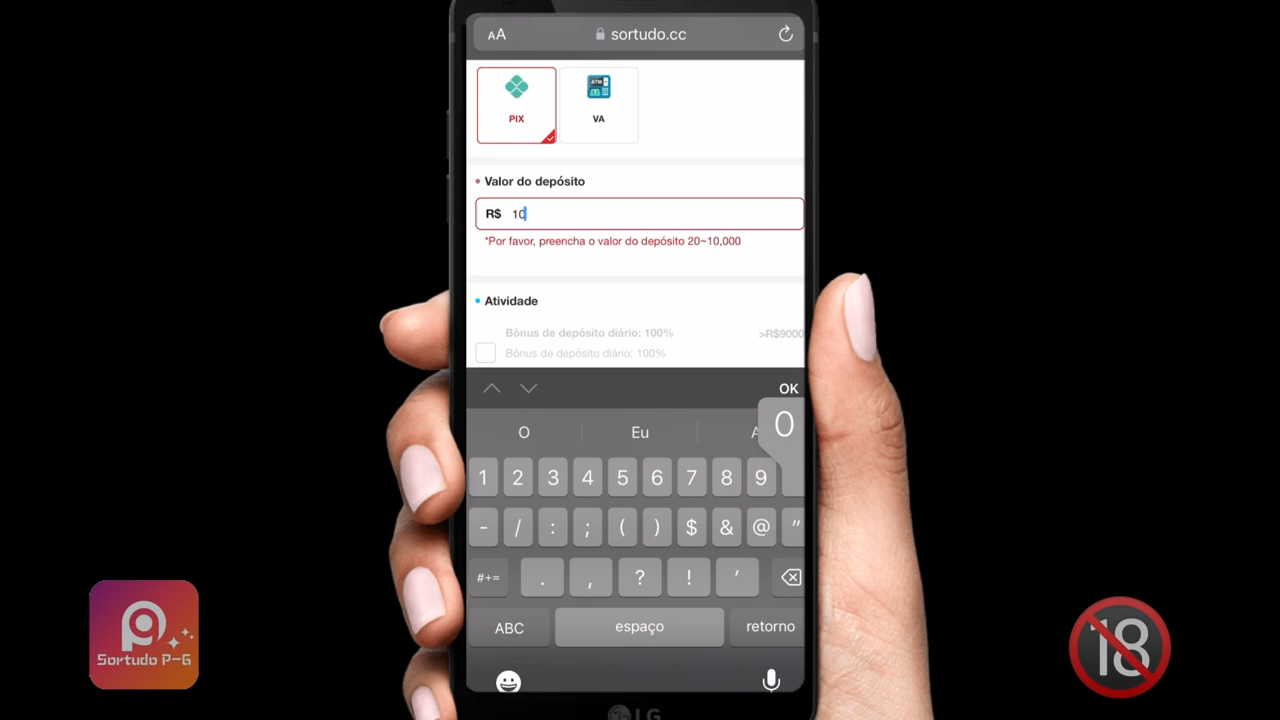 AA
sortudo.cc
ATM
PIX
VA
Valor do depósito
R$ 10
*Por favor, preencha o valor do depósito 20~10,000
Atividade
Bônus de depósito diário: 100%
>R$9000
Bônus de depósito diário: 100%
OK
O Eu A
0
1 2 3 4 5 6 7 8 9
- / : ; ( ) $ & @ "
#+= . , ? ! '
ABC espaço retorno
LG
Sortudo P-G
18